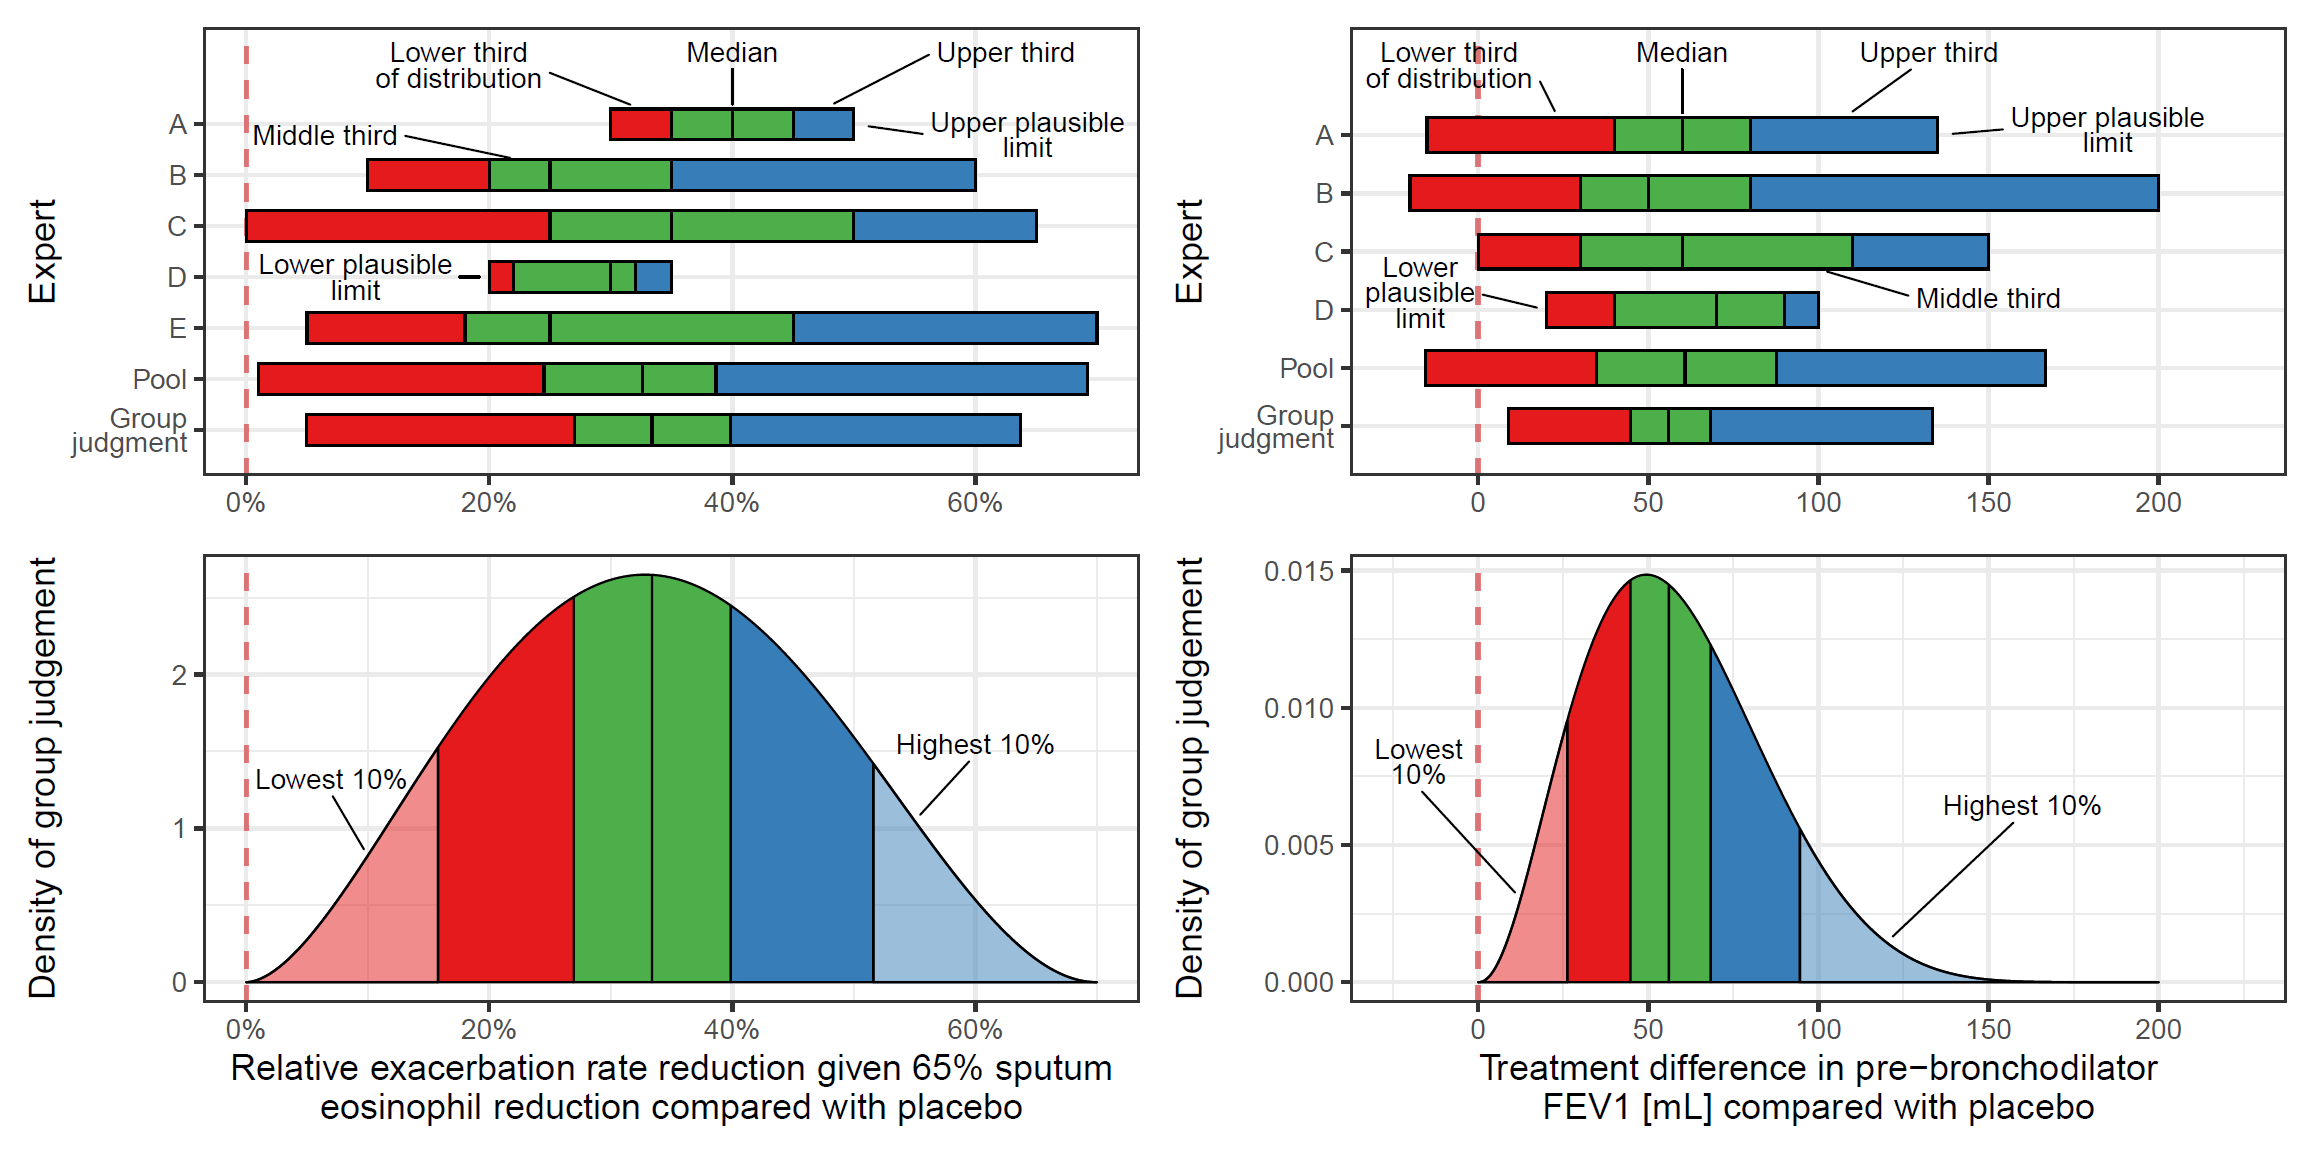 Lower third
of distribution
Median
Upper third
Upper plausible
limit
Middle third
Lower plausible
limit
Expert
A
B
C
D
E
Pool
Group
judgment
0%
20%
40%
60%
Lower third
of distribution
Median
Upper third
Upper plausible
limit
Lower
plausible
limit
Middle third
Expert
A
B
C
D
Pool
Group
judgment
0
50
100
150
200
Density of group judgement
2
1
0
Lowest 10%
Highest 10%
0%
20%
40%
60%
Relative exacerbation rate reduction given 65% sputum
eosinophil reduction compared with placebo
Density of group judgement
0.015
0.010
0.005
0.000
Lowest
10%
Highest 10%
0
50
100
150
200
Treatment difference in pre−bronchodilator
FEV1 [mL] compared with placebo